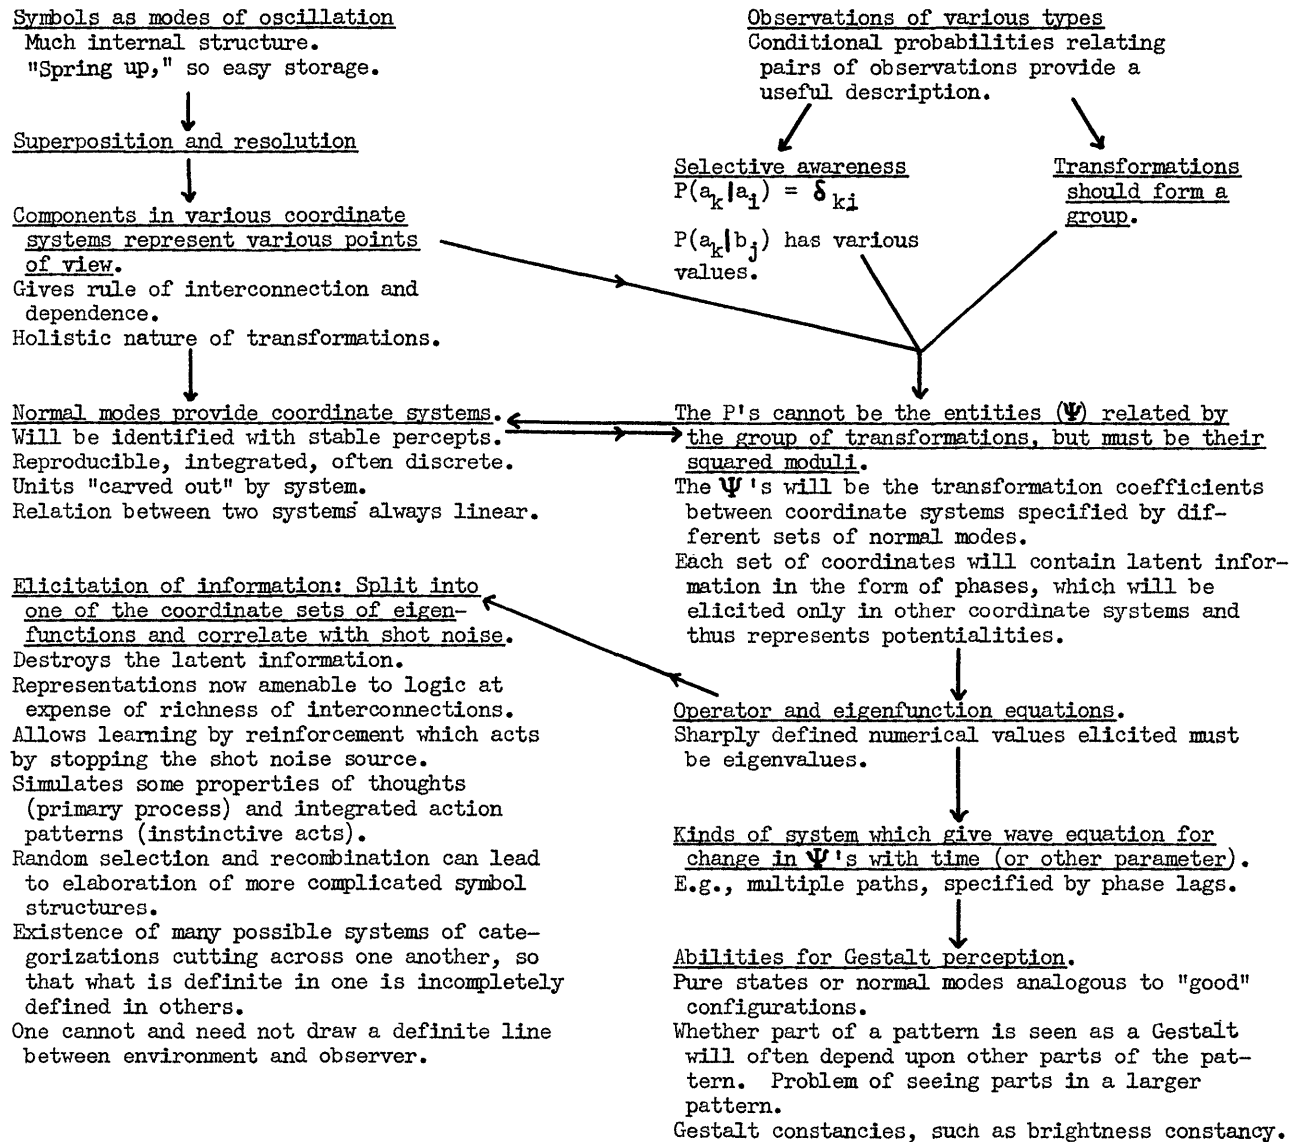 Symbols as modes of oscillation
Much internal structure.
"Spring up," so easy storage.
Superposition and resolution
Components in various coordinate
systems represent various points
of view.
Gives rule of interconnection and
dependence.
Holistic nature of transformations.
Normal modes provide coordinate systems.
Will be identified with stable percepts.
Reproducible, integrated, often discrete.
Units "carved out" by system.
Relation between two systems always linear.
Elicitation of information: Split into
one of the coordinate sets of eigen-
functions and correlate with shot noise.
Destroys the latent information.
Representations now amenable to logic at
expense of richness of interconnections.
Allows learning by reinforcement which acts
by stopping the shot noise source.
Simulates some properties of thoughts
(primary process) and integrated action
patterns (instinctive acts).
Random selection and recombination can lead
to elaboration of more complicated symbol
structures.
Existence of many possible systems of cate-
gorizations cutting across one another, so
that what is definite in one is incompletely
defined in others.
One cannot and need not draw a definite line
between environment and observer.
Observations of various types
Conditional probabilities relating
pairs of observations provide a
useful description.
Selective awareness
P(a_k|a_i) = δ_ki
P(a_k|b_j) has various
values.
Transformations
should form a
group.
The P's cannot be the entities (Ψ) related by
the group of transformations, but must be their
squared moduli.
The Ψ's will be the transformation coefficients
between coordinate systems specified by dif-
ferent sets of normal modes.
Each set of coordinates will contain latent infor-
mation in the form of phases, which will be
elicited only in other coordinate systems and
thus represents potentialities.
Operator and eigenfunction equations.
Sharply defined numerical values elicited must
be eigenvalues.
Kinds of system which give wave equation for
change in Ψ's with time (or other parameter).
E.g., multiple paths, specified by phase lags.
Abilities for Gestalt perception.
Pure states or normal modes analogous to "good"
configurations.
Whether part of a pattern is seen as a Gestalt
will often depend upon other parts of the pat-
tern. Problem of seeing parts in a larger
pattern.
Gestalt constancies, such as brightness constancy.